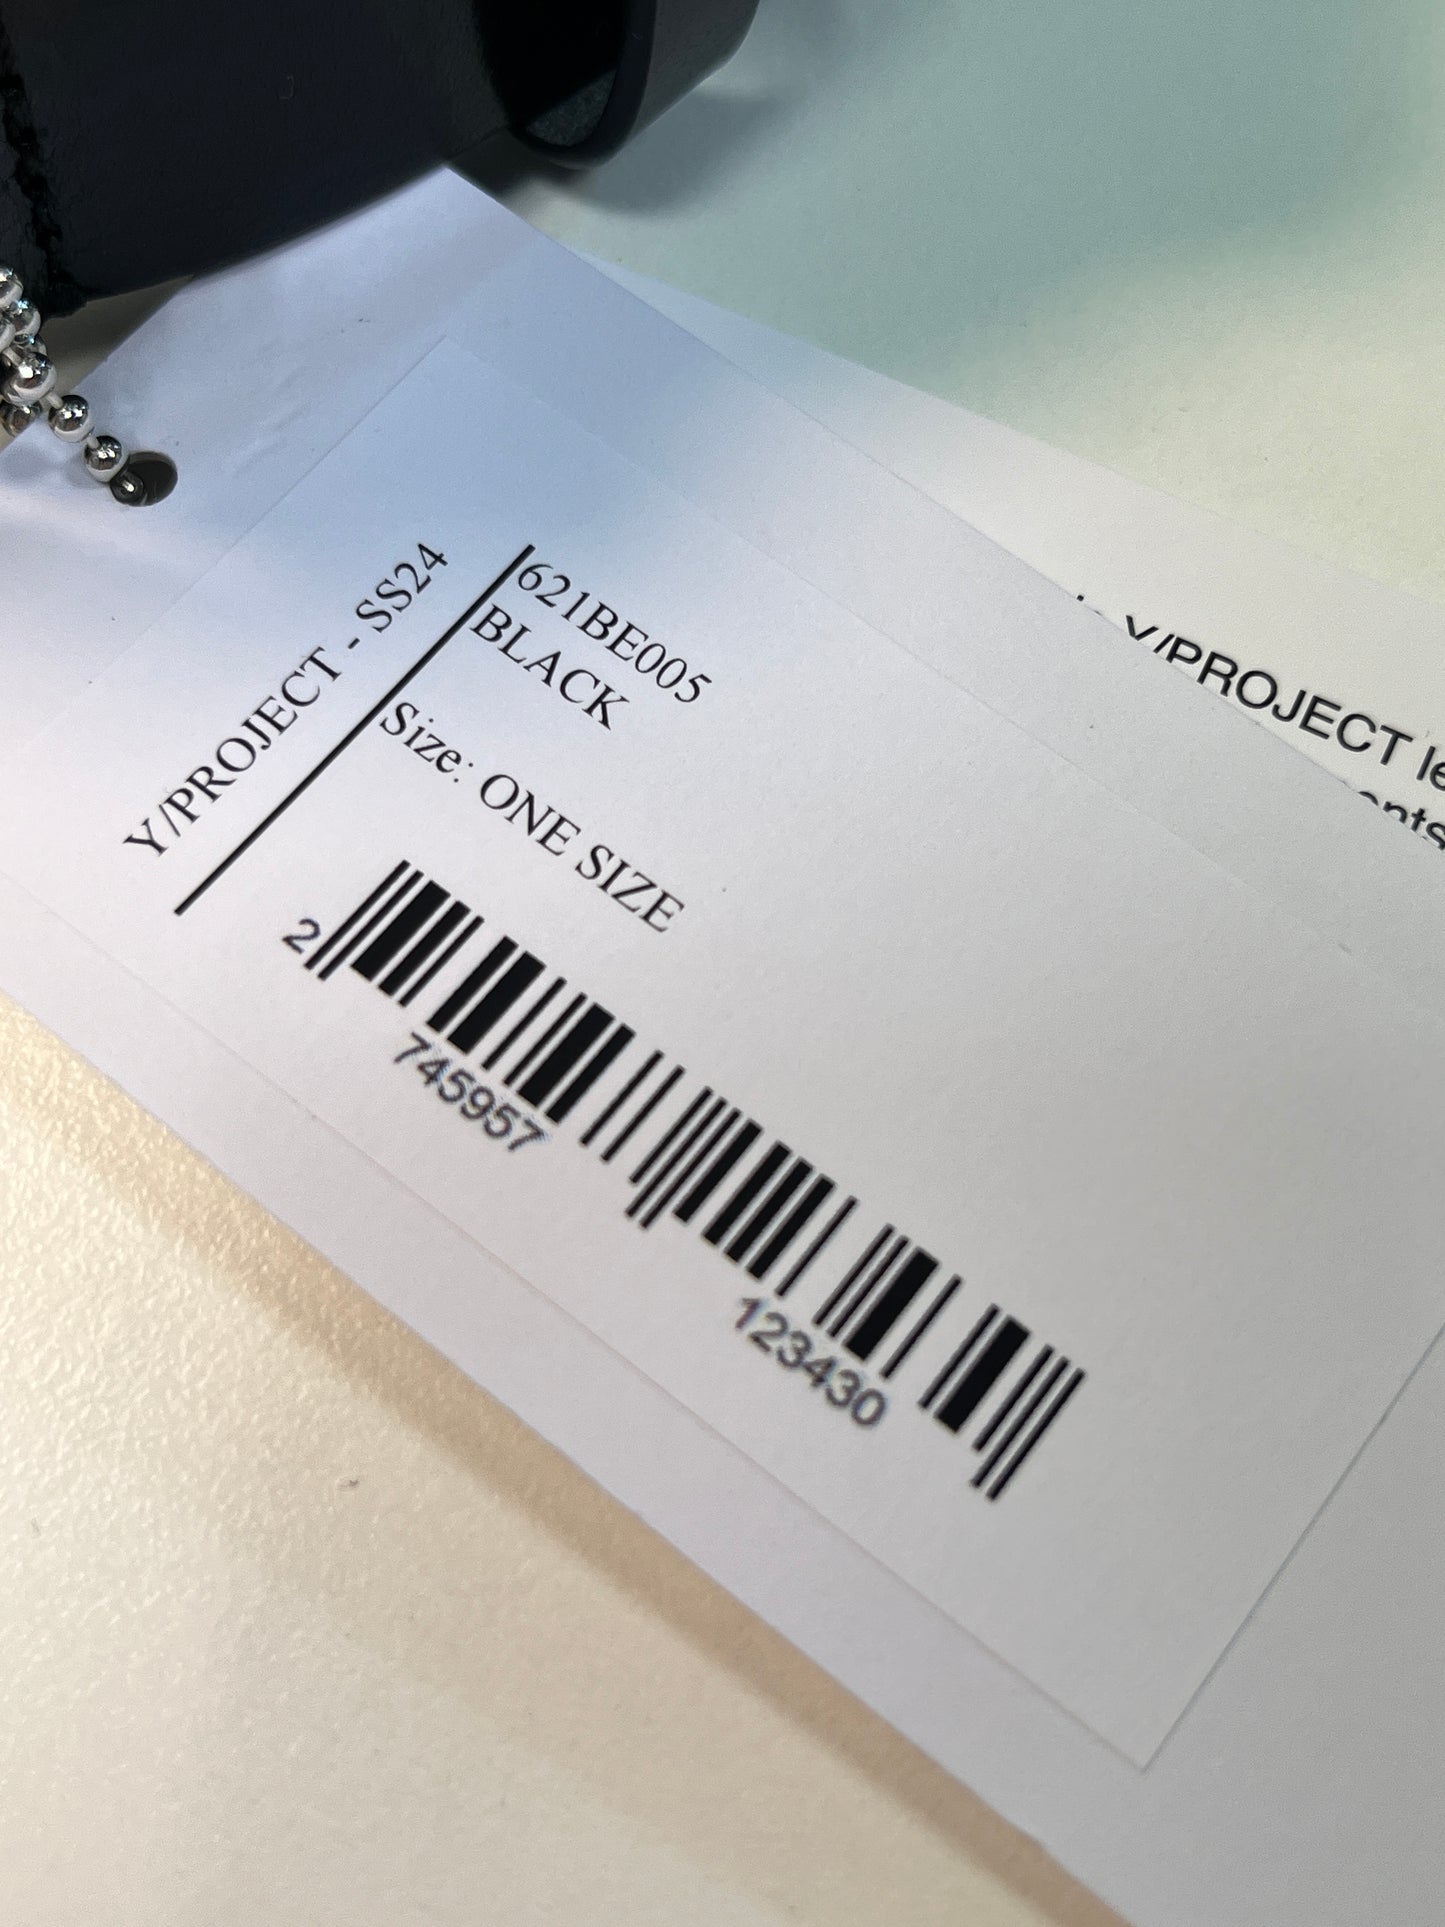 Y/PROJECT - SS24
621BE005
BLACK
Size: ONE SIZE
2 745957 123430
Y/PROJECT